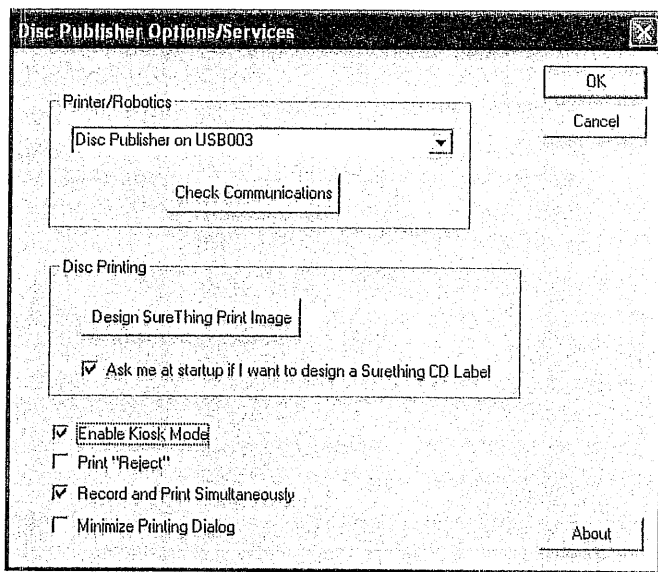 Disc Publisher Options/Services
OK
Printer/Robotics
Cancel
Disc Publisher on USB003
Check Communications
Disc Printing
Design SureThing Print Image
Ask me at startup if I want to design a Surething CD Label
Enable Kiosk Mode
Print "Reject"
Record and Print Simultaneously
Minimize Printing Dialog
About